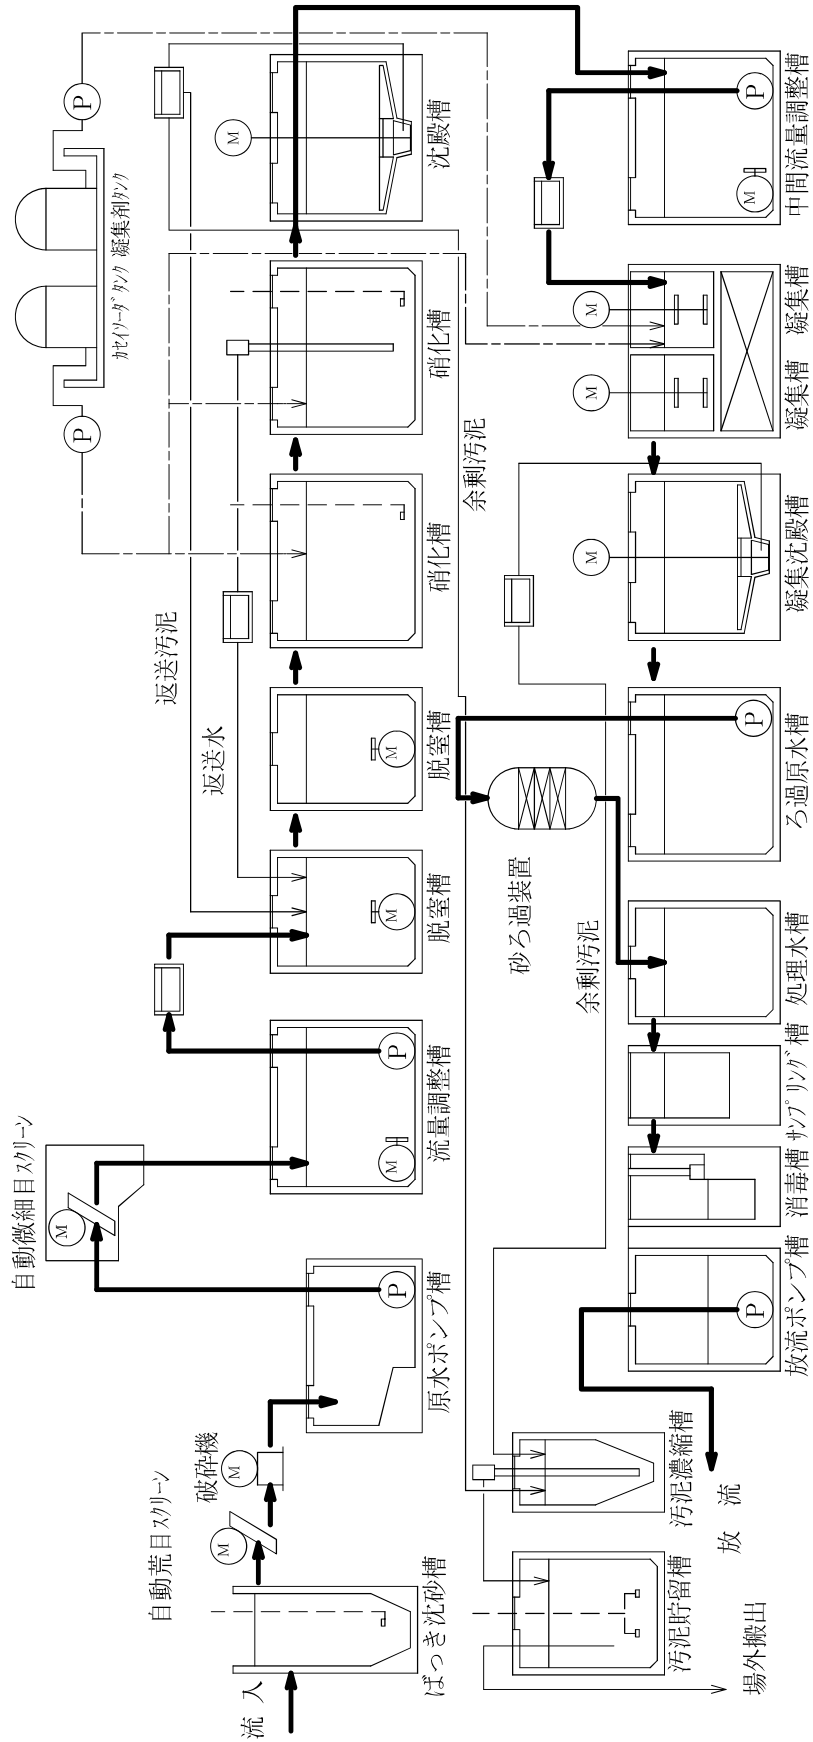 自動微細目スクリーン
M
P
P
カセイソーダタンク
凝集剤タンク
自動荒目スクリーン
返送汚泥
破砕機
返送水
M
M
M
流入
P
M
P
M
M
ばっき沈砂槽
原水ポンプ槽
流量調整槽
脱窒槽
脱窒槽
硝化槽
硝化槽
沈殿槽
余剰汚泥
砂ろ過装置
余剰汚泥
M
M
M
汚泥貯留槽
汚泥濃縮槽
放流
場外搬出
P
P
M
P
放流ポンプ槽
消毒槽
サンプリング槽
処理水槽
ろ過原水槽
凝集沈殿槽
凝集槽
凝集槽
中間流量調整槽